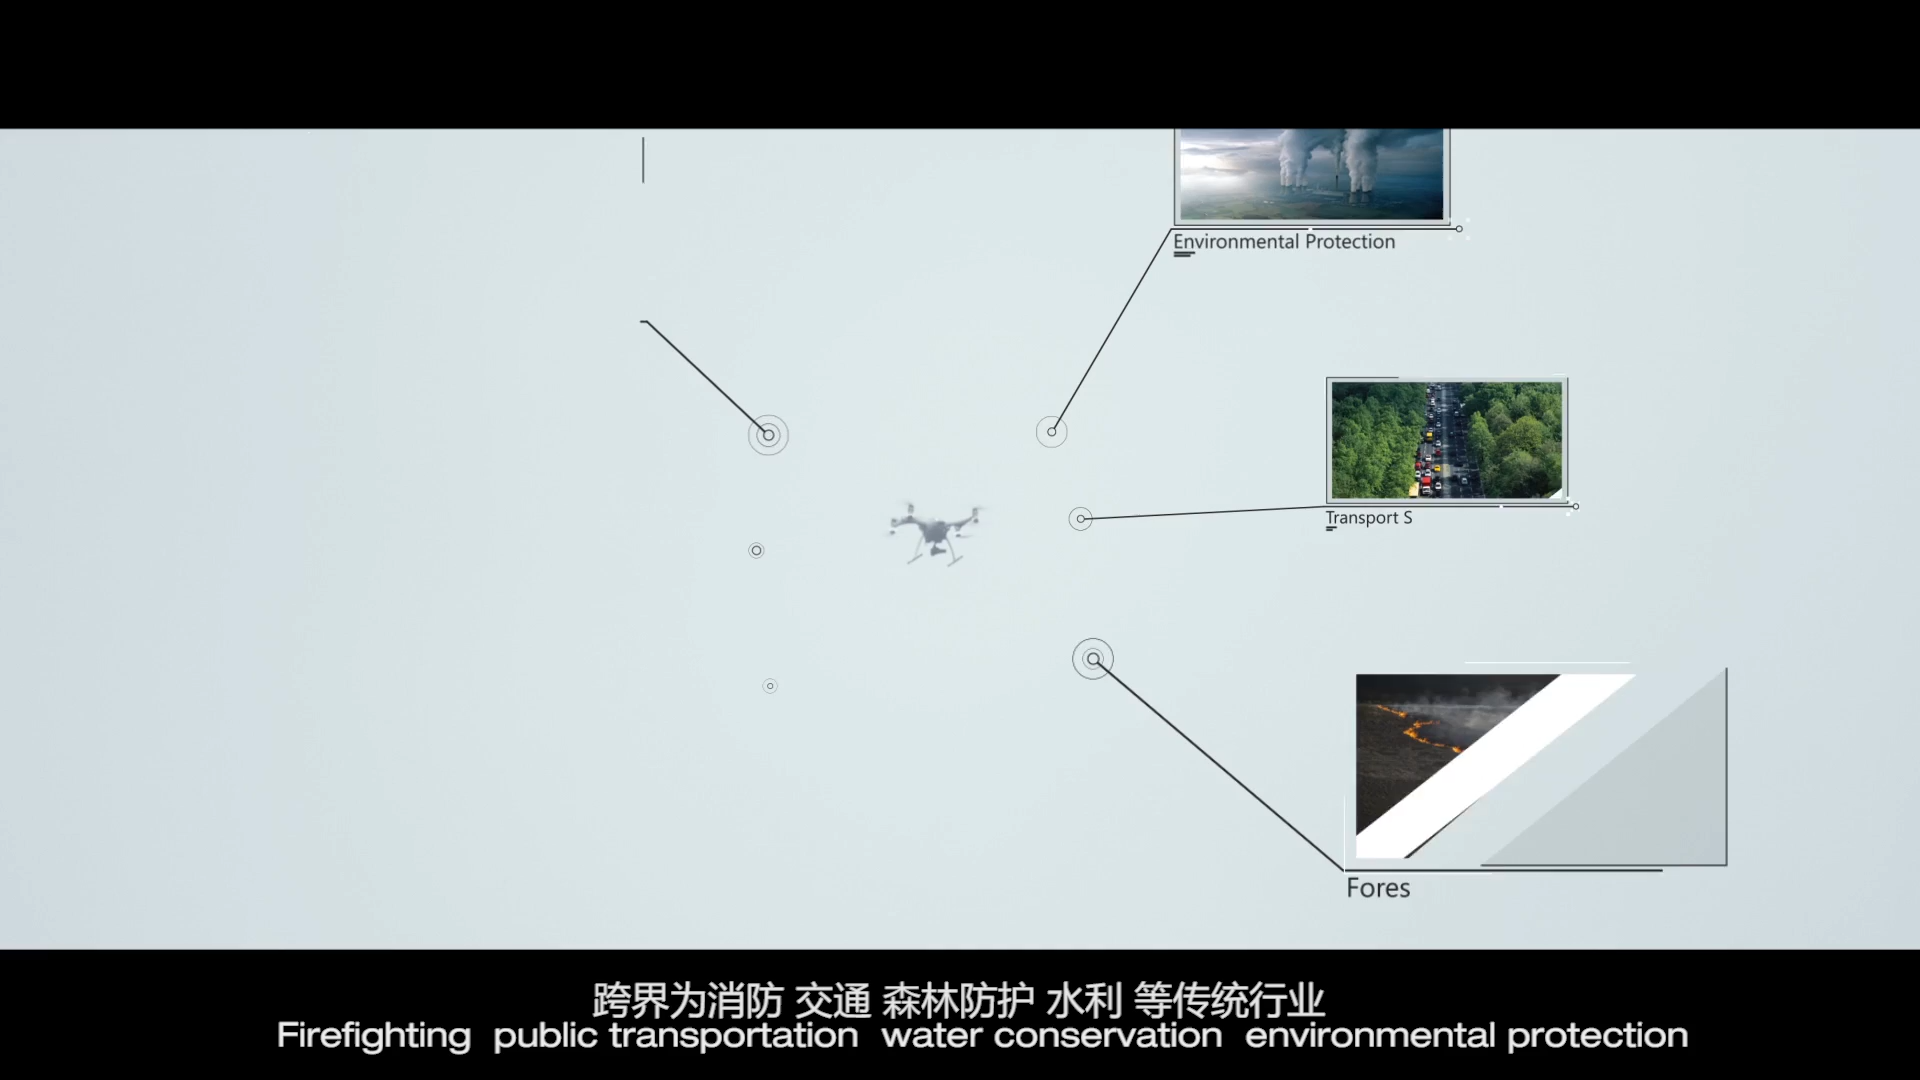 Environmental Protection
Transport S
Fores
跨界为消防 交通 森林防护 水利 等传统行业
Firefighting public transportation water conservation environmental protection